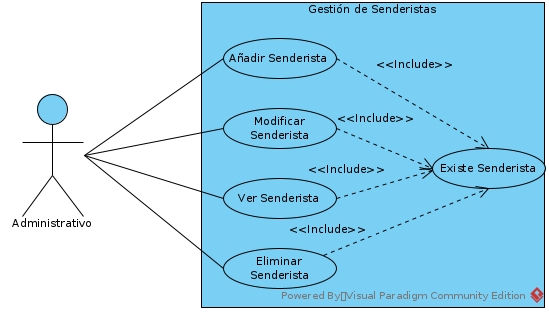 Gestión de Senderistas
Añadir Senderista
<<Include>>
Modificar
Senderista
<<Include>>
Existe Senderista
<<Include>>
Ver Senderista
Administrativo
<<Include>>
Eliminar
Senderista
Powered By▯Visual Paradigm Community Edition